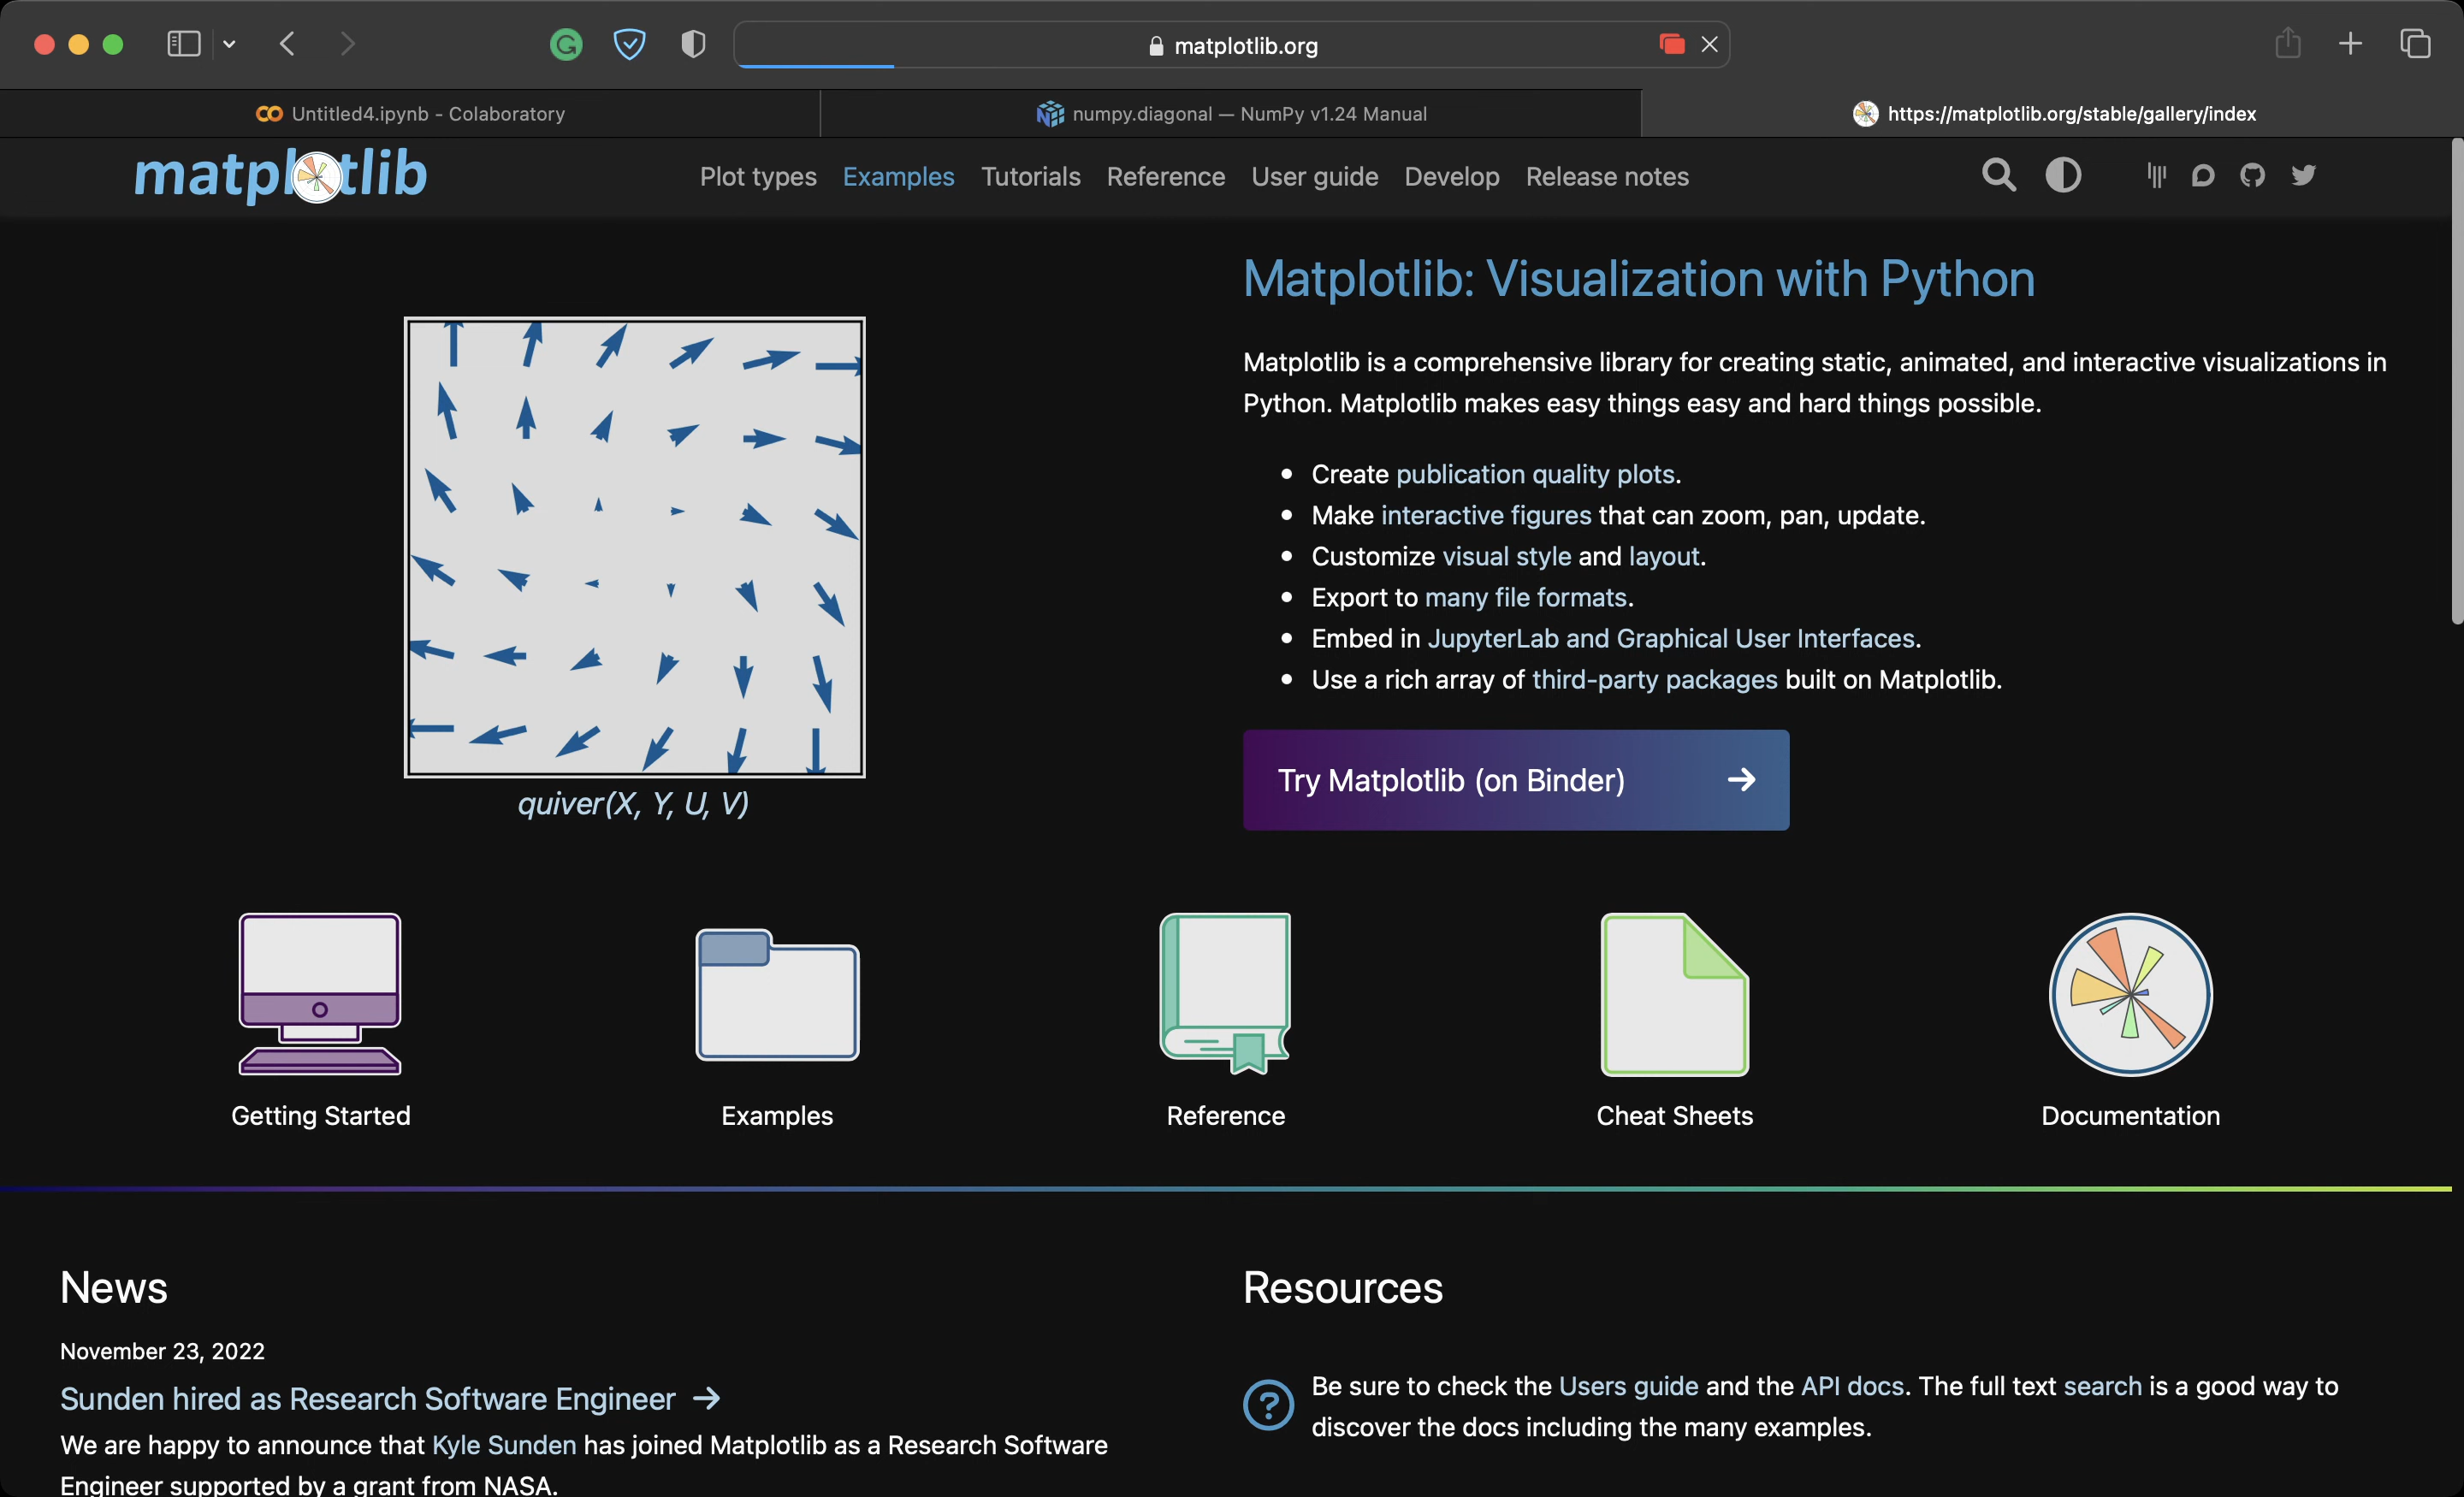 matplotlib.org
Untitled4.ipynb - Colaboratory
numpy.diagonal — NumPy v1.24 Manual
https://matplotlib.org/stable/gallery/index
matplotlib
Plot types Examples Tutorials Reference User guide Develop Release notes
Matplotlib: Visualization with Python
Matplotlib is a comprehensive library for creating static, animated, and interactive visualizations in
Python. Matplotlib makes easy things easy and hard things possible.
• Create publication quality plots.
• Make interactive figures that can zoom, pan, update.
• Customize visual style and layout.
• Export to many file formats.
• Embed in JupyterLab and Graphical User Interfaces.
• Use a rich array of third-party packages built on Matplotlib.
Try Matplotlib (on Binder) →
quiver(X, Y, U, V)
Getting Started
Examples
Reference
Cheat Sheets
Documentation
News
November 23, 2022
Sunden hired as Research Software Engineer →
We are happy to announce that Kyle Sunden has joined Matplotlib as a Research Software
Engineer supported by a grant from NASA.
Resources
Be sure to check the Users guide and the API docs. The full text search is a good way to
discover the docs including the many examples.